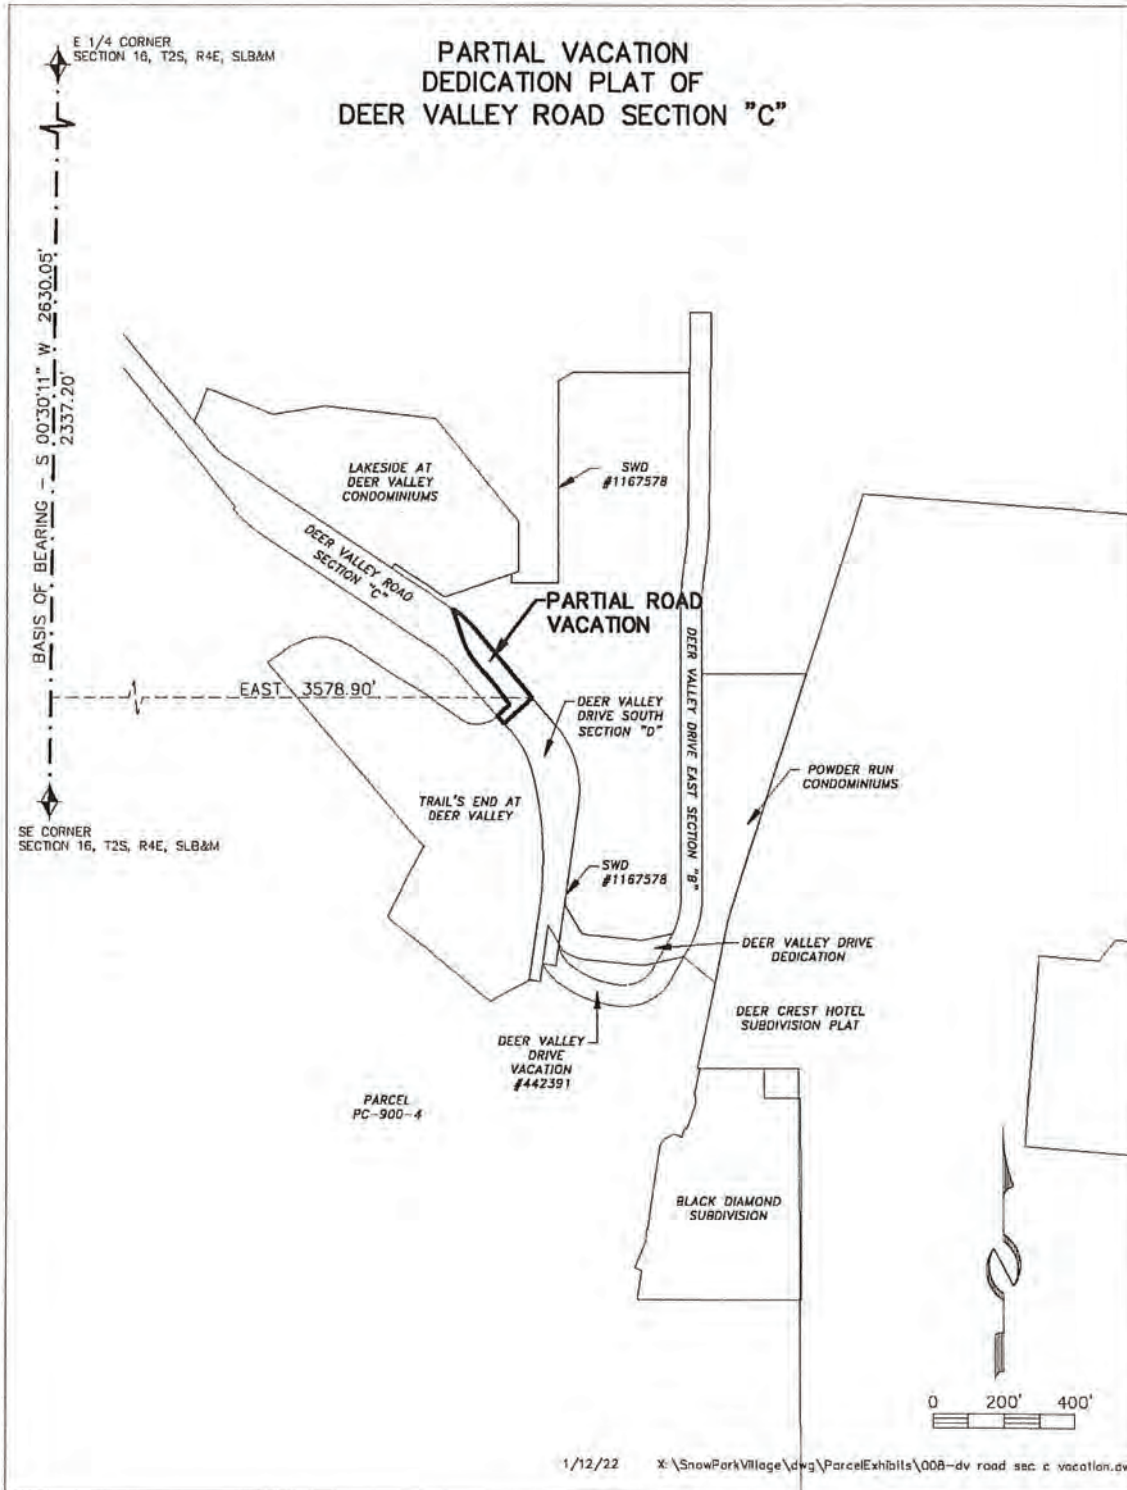 E 1/4 CORNER
SECTION 16, T2S, R4E, SLB&M
PARTIAL VACATION
DEDICATION PLAT OF
DEER VALLEY ROAD SECTION "C"
BASIS OF BEARING - S 00°30'11" W 2630.05'
2337.20'
LAKESIDE AT
DEER VALLEY
CONDOMINIUMS
SWD
#1167578
DEER VALLEY ROAD
SECTION "C"
PARTIAL ROAD
VACATION
EAST 3578.90'
DEER VALLEY
DRIVE SOUTH
SECTION "D"
DEER VALLEY DRIVE EAST SECTION "B"
POWDER RUN
CONDOMINIUMS
TRAIL'S END AT
DEER VALLEY
SE CORNER
SECTION 16, T2S, R4E, SLB&M
SWD
#1167578
DEER VALLEY DRIVE
DEDICATION
DEER CREST HOTEL
SUBDIVISION PLAT
DEER VALLEY
DRIVE
VACATION
#442391
PARCEL
PC-900-4
BLACK DIAMOND
SUBDIVISION
0 200' 400'
1/12/22 X:\SnowParkVillage\dwg\ParcelExhibits\008-dv road sec c vacation.dw